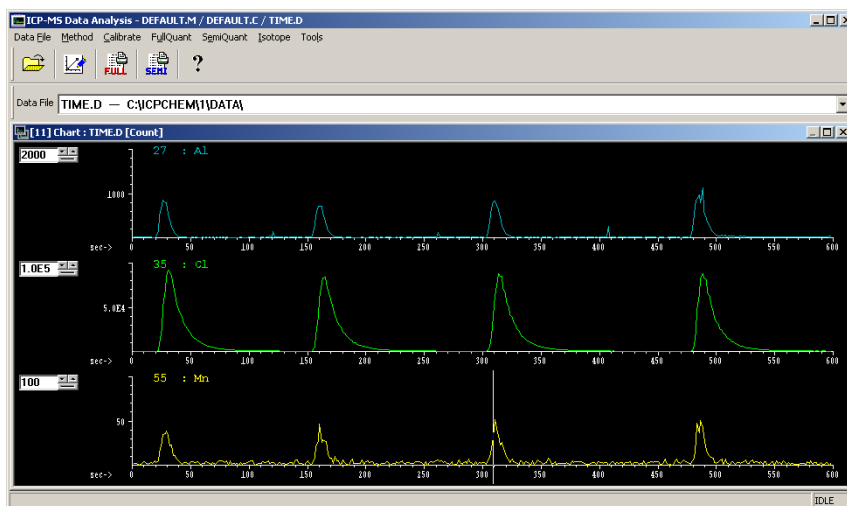 ICP-MS Data Analysis - DEFAULT.M / DEFAULT.C / TIME.D
Data File Method Calibrate FullQuant SemiQuant Isotope Tools
FULL SEMI ?
Data File TIME.D — C:\ICPCHEM\1\DATA\
[11] Chart : TIME.D [Count]
2000 27 : Al
1000
sec-> 0 50 100 150 200 250 300 350 400 450 500 550 600
1.0E5 35 : Cl
5.0E4
sec-> 0 50 100 150 200 250 300 350 400 450 500 550 600
100 55 : Mn
50
sec-> 0 50 100 150 200 250 300 350 400 450 500 550 600
IDLE